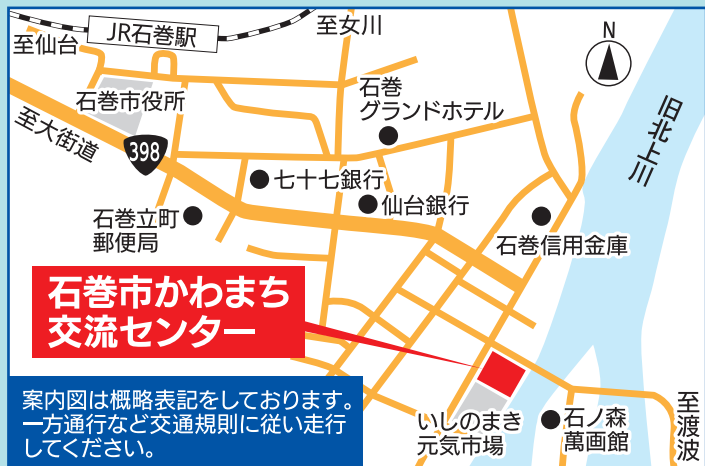 JR石巻駅
至女川
至仙台
N
石巻
グランドホテル
石巻市役所
旧北上川
至大街道
398
七十七銀行
仙台銀行
石巻立町
郵便局
石巻信用金庫
石巻市かわまち
交流センター
案内図は概略表記をしております。
一方通行など交通規則に従い走行
してください。
いしのまき
元気市場
石ノ森
萬画館
至渡波